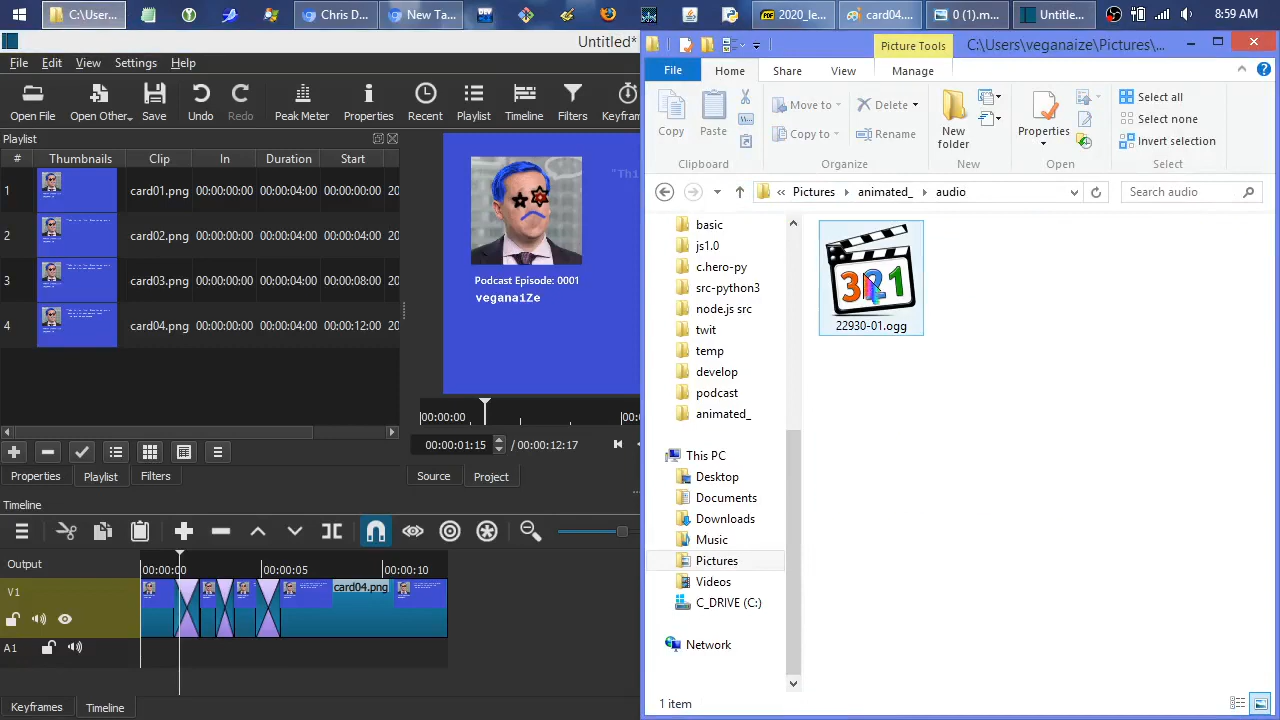 C:\User...
Chris D...
New Ta...
2020_le...
card04....
0 (1).m...
Untitle...
8:59 AM
Untitled*
File Edit View Settings Help
Open File Open Other.. Save Undo Redo Peak Meter Properties Recent Playlist Timeline Filters Keyfram
Playlist
# Thumbnails Clip In Duration Start
1 card01.png 00:00:00:00 00:00:04:00 00:00:00:00 20
2 card02.png 00:00:00:00 00:00:04:00 00:00:04:00 20
3 card03.png 00:00:00:00 00:00:04:00 00:00:08:00 20
4 card04.png 00:00:00:00 00:00:04:00 00:00:12:00 20
"Thi
Podcast Episode: 0001
vegana1Ze
00:00:00
00:0
00:00:01:15 / 00:00:12:17
Properties Playlist Filters
Source Project
Timeline
Output
00:00:00 00:00:05 00:00:10
V1
card04.png
A1
Keyframes Timeline
Picture Tools
C:\Users\veganaize\Pictures\...
File Home Share View Manage
Copy
Paste
Clipboard
Move to
Copy to
Delete
Rename
Organize
New folder
New
Properties
Open
Select all
Select none
Invert selection
Select
« Pictures animated_ audio
Search audio
basic
js1.0
c.hero-py
src-python3
node.js src
twit
temp
develop
podcast
animated_
This PC
Desktop
Documents
Downloads
Music
Pictures
Videos
C_DRIVE (C:)
Network
321
22930-01.ogg
1 item